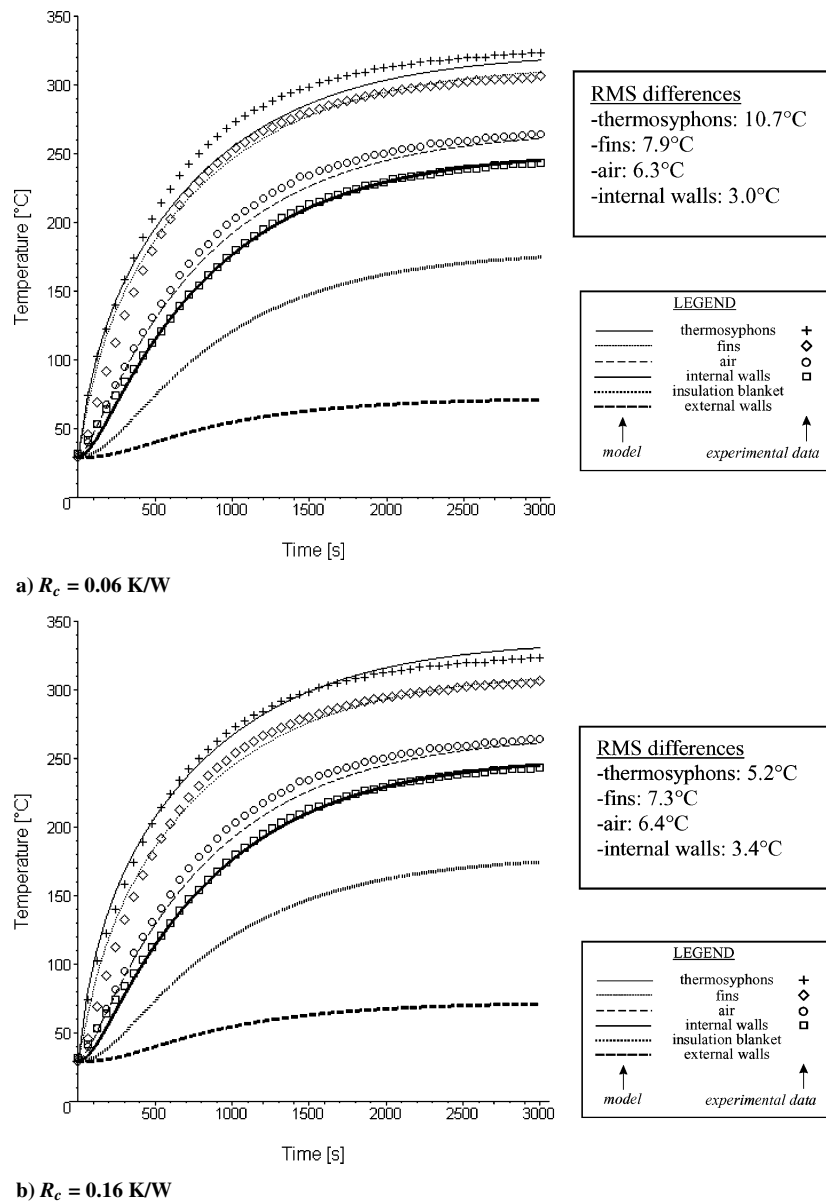 350
300
250
200
150
100
50
0
500
1000
1500
2000
2500
3000
Temperature [°C]
Time [s]
RMS differences
-thermosyphons: 10.7°C
-fins: 7.9°C
-air: 6.3°C
-internal walls: 3.0°C
LEGEND
thermosyphons
fins
air
internal walls
insulation blanket
external walls
model experimental data
a) R_c = 0.06 K/W
350
300
250
200
150
100
50
0
500
1000
1500
2000
2500
3000
Temperature [°C]
Time [s]
RMS differences
-thermosyphons: 5.2°C
-fins: 7.3°C
-air: 6.4°C
-internal walls: 3.4°C
LEGEND
thermosyphons
fins
air
internal walls
insulation blanket
external walls
model experimental data
b) R_c = 0.16 K/W